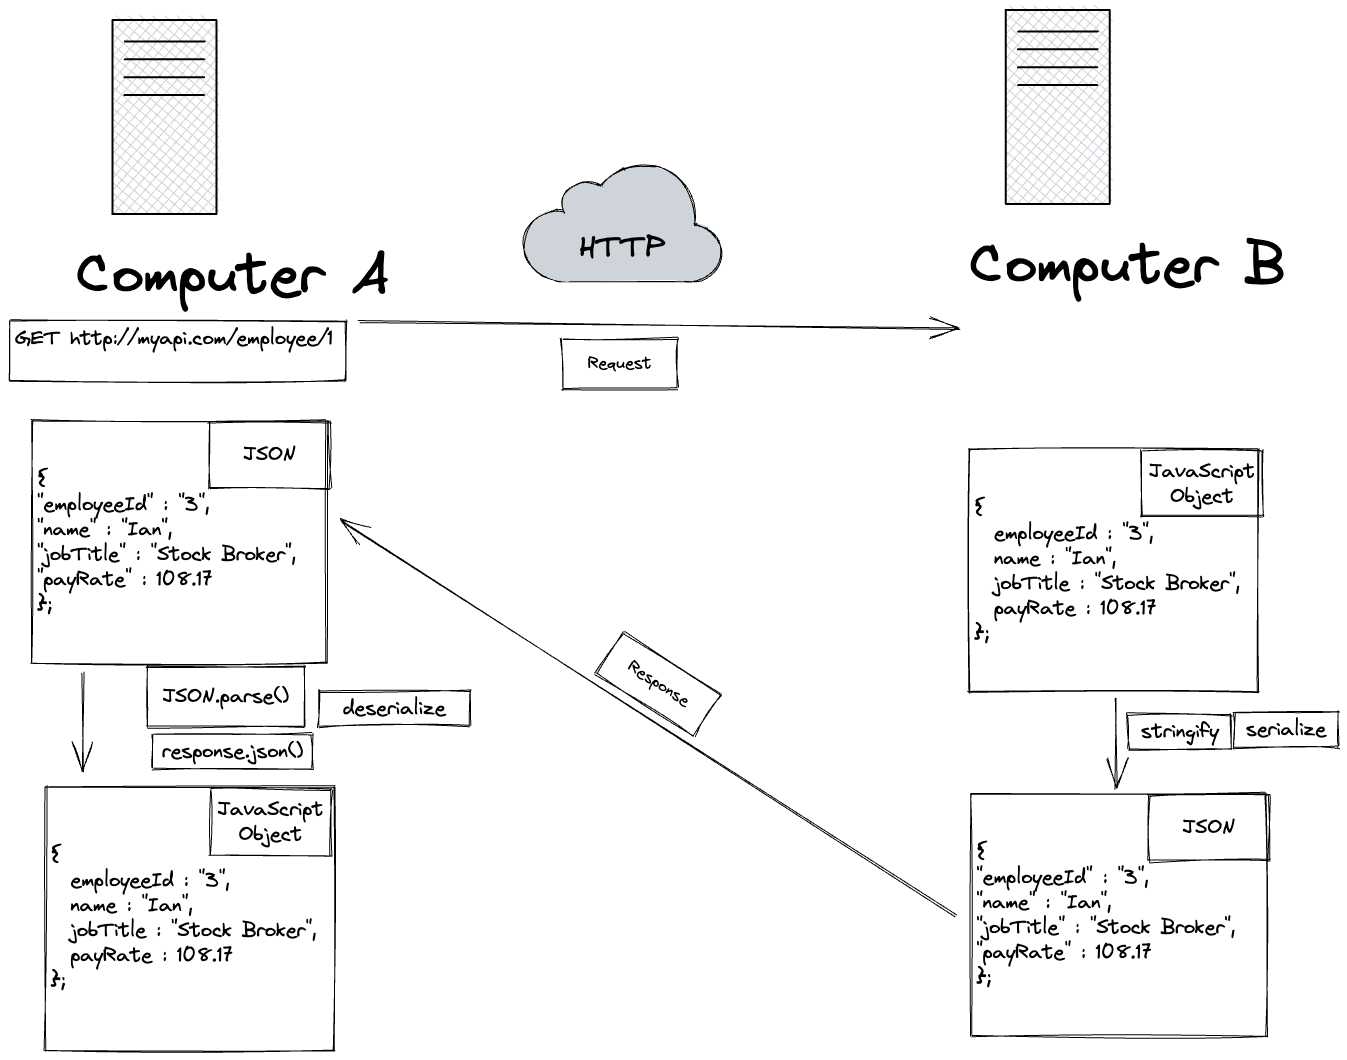 HTTP
Computer A
Computer B
GET http://myapi.com/employee/1
Request
JSON
{
"employeeId" : "3",
"name" : "Ian",
"jobTitle" : "Stock Broker",
"payRate" : 108.17
};
JavaScript
Object
{
employeeId : "3",
name : "Ian",
jobTitle : "Stock Broker",
payRate : 108.17
};
Response
JSON.parse()
deserialize
response.json()
stringify
serialize
JavaScript
Object
{
employeeId : "3",
name : "Ian",
jobTitle : "Stock Broker",
payRate : 108.17
};
JSON
{
"employeeId" : "3",
"name" : "Ian",
"jobTitle" : "Stock Broker",
"payRate" : 108.17
};